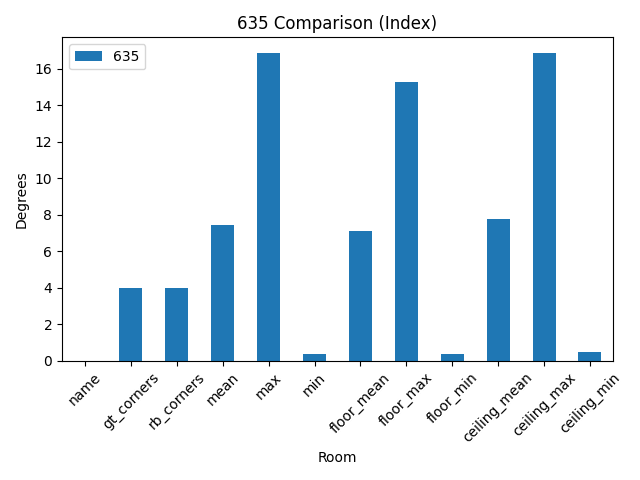 635 Comparison (Index)
635
16
14
12
10
8
6
4
2
0
Degrees
name
gt_corners
rb_corners
mean
max
min
floor_mean
floor_max
floor_min
ceiling_mean
ceiling_max
ceiling_min
Room